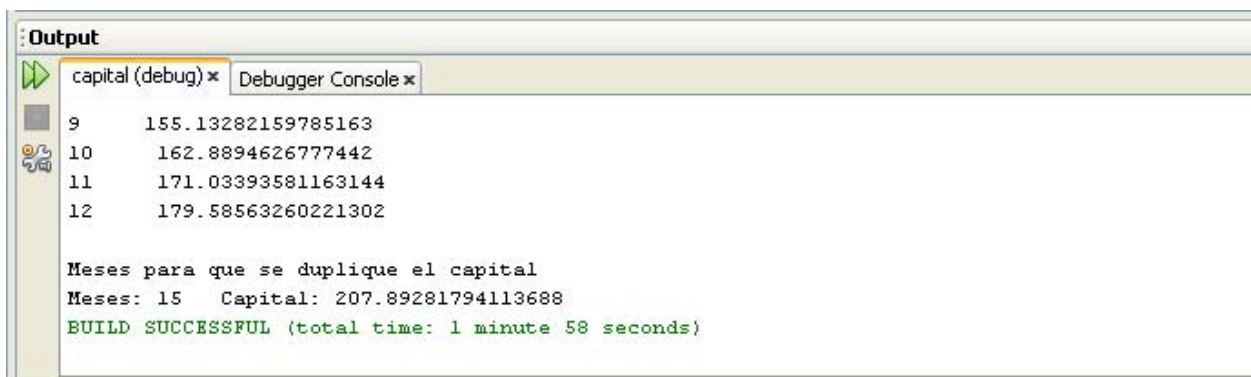 Output
capital (debug) x Debugger Console x
9 155.13282159785163
10 162.8894626777442
11 171.03393581163144
12 179.58563260221302
Meses para que se duplique el capital
Meses: 15 Capital: 207.89281794113688
BUILD SUCCESSFUL (total time: 1 minute 58 seconds)